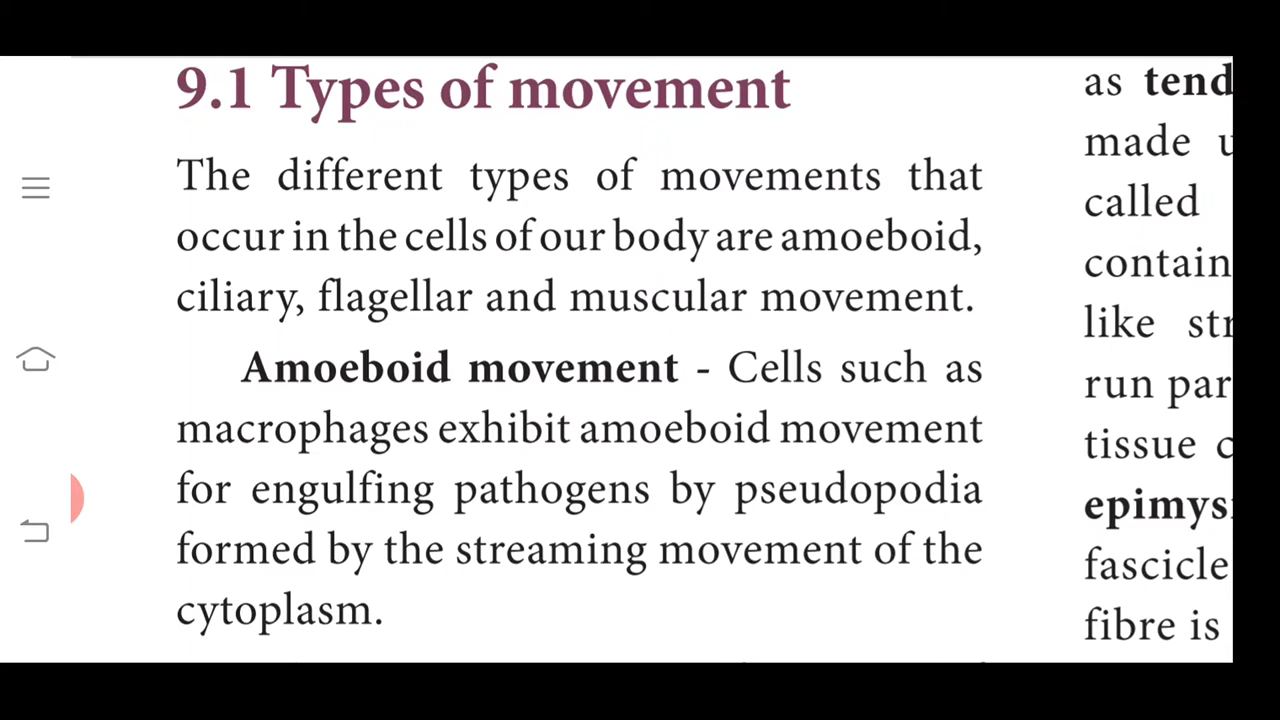 9.1 Types of movement
The different types of movements that
occur in the cells of our body are amoeboid,
ciliary, flagellar and muscular movement.
Amoeboid movement - Cells such as
macrophages exhibit amoeboid movement
for engulfing pathogens by pseudopodia
formed by the streaming movement of the
cytoplasm.
as
made
called
contain
like
run
tissue
fascicle
fibre is